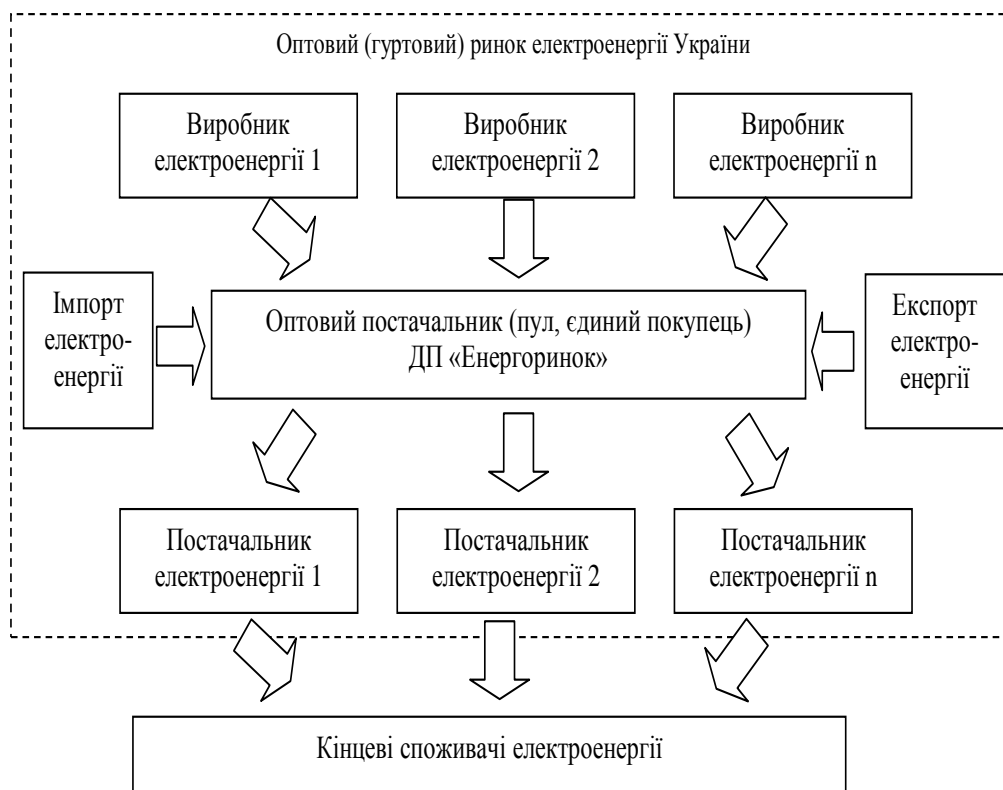 Оптовий (гуртовий) ринок електроенергії України
Виробник
електроенергії 1
Виробник
електроенергії 2
Виробник
електроенергії n
Імпорт
електро-
енергії
Оптовий постачальник (пул, єдиний покупець)
ДП «Енергоринок»
Експорт
електро-
енергії
Постачальник
електроенергії 1
Постачальник
електроенергії 2
Постачальник
електроенергії n
Кінцеві споживачі електроенергії